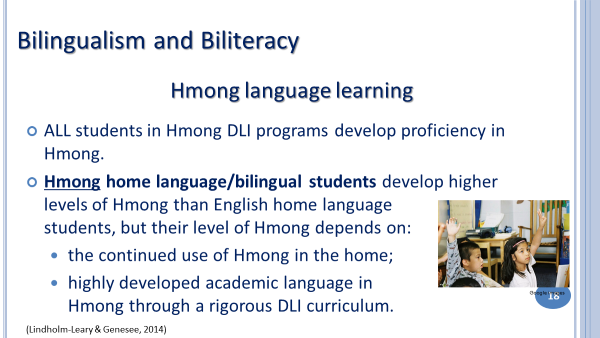 Bilingualism and Biliteracy
Hmong language learning
ALL students in Hmong DLI programs develop proficiency in
Hmong.
Hmong home language/bilingual students develop higher
levels of Hmong than English home language
students, but their level of Hmong depends on:
the continued use of Hmong in the home;
highly developed academic language in
Hmong through a rigorous DLI curriculum.
18
(Lindholm-Leary & Genesee, 2014)